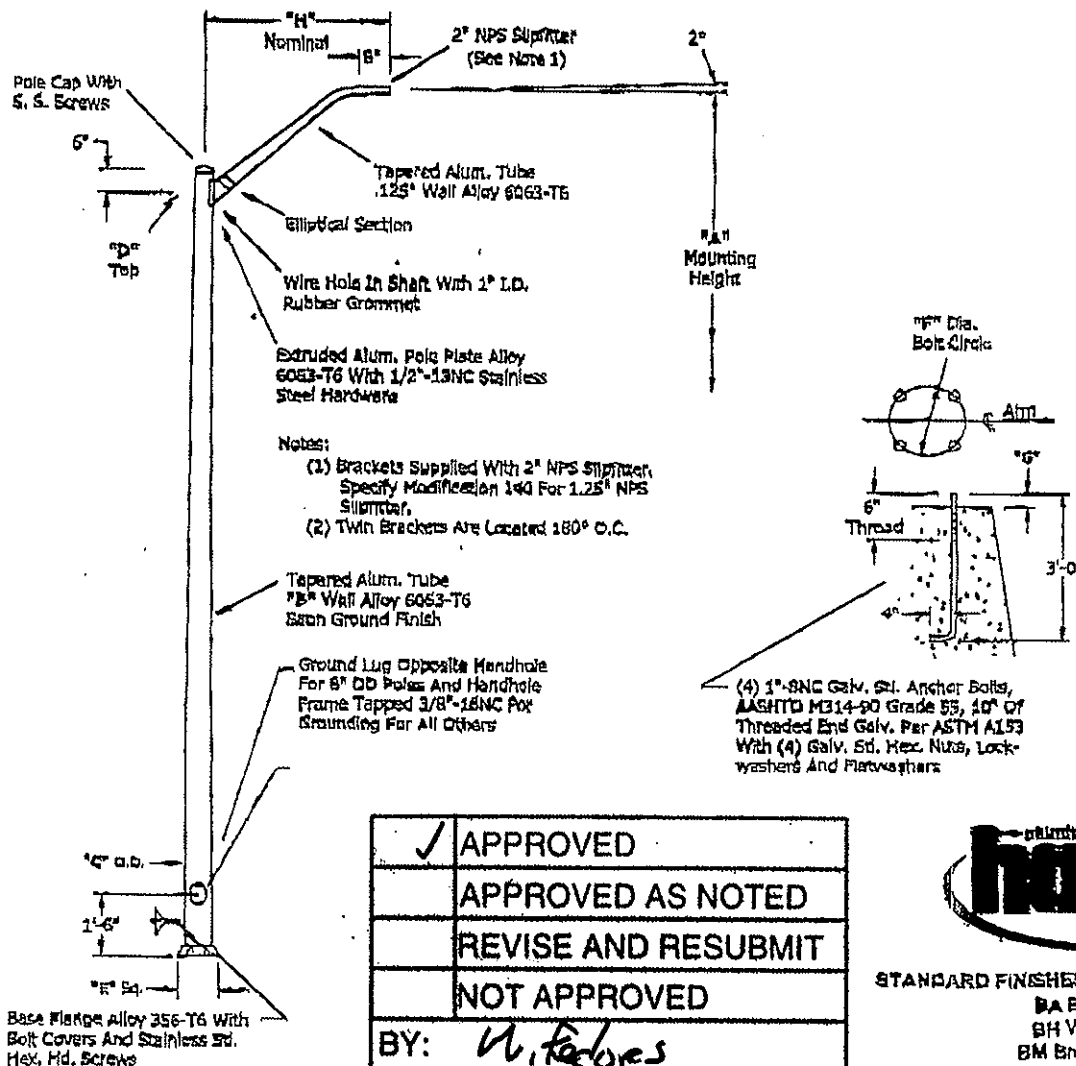 "H"
Nominal
8"
2" NPS Slipfitter
(See Note 1)
2"
Pole Cap With
S. S. Screws
6"
"D"
Top
Tapered Alum. Tube
.125" Wall Alloy 6063-T6
Elliptical Section
Wire Hole In Shaft With 1" I.D.
Rubber Grommet
Extruded Alum. Pole Plate Alloy
6063-T6 With 1/2"-13NC Stainless
Steel Hardware
"A"
Mounting
Height
Notes:
(1) Brackets Supplied With 2" NPS Slipfitter.
Specify Modification 140 For 1.25" NPS
Slipfitter.
(2) Twin Brackets Are Located 180° O.C.
"F" Dia.
Bolt Circle
Arm
"G"
6"
Thread
3'-0
4"
Tapered Alum. Tube
"B" Wall Alloy 6063-T6
Satin Ground Finish
Ground Lug Opposite Handhole
For 6" OD Poles And Handhole
Frame Tapped 3/8"-16NC For
Grounding For All Others
(4) 1"-8NC Galv. Stl. Anchor Bolts,
AASHTO M314-90 Grade 55, 10" Of
Threaded End Galv. Per ASTM A153
With (4) Galv. Stl. Hex. Nuts, Lock-
washers And Flatwashers
"C" O.D.
1'-6"
"E" Sq.
Base Flange Alloy 356-T6 With
Bolt Covers And Stainless Stl.
Hex. Hd. Screws
✓ APPROVED
APPROVED AS NOTED
REVISE AND RESUBMIT
NOT APPROVED
BY:
STANDARD FINISHES
BA B
BH V
BM Br